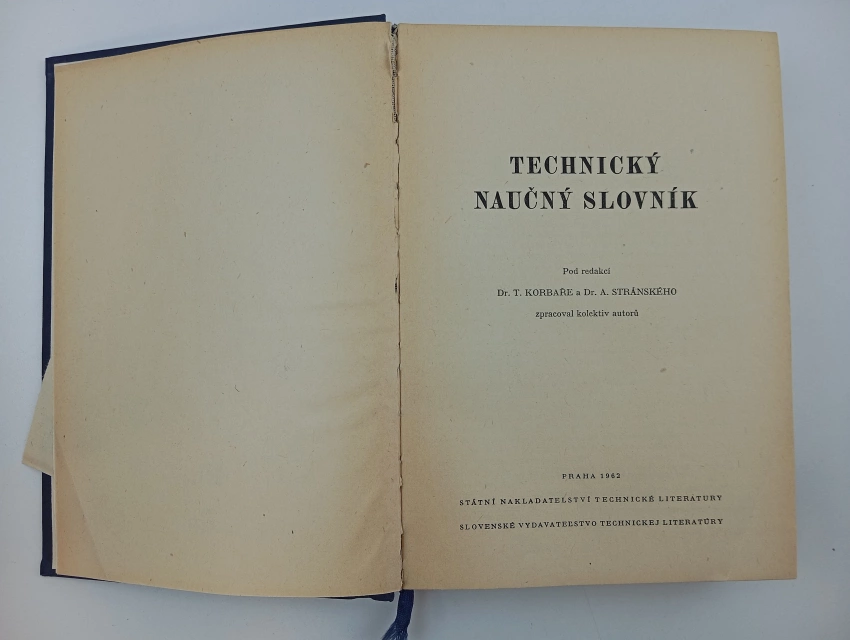 TECHNICKÝ
NAUČNÝ SLOVNÍK
Pod redakcí
Dr. T. KORBAŘE a Dr. A. STRÁNSKÉHO
zpracoval kolektiv autorů
PRAHA 1962
STÁTNÍ NAKLADATELSTVÍ TECHNICKÉ LITERATURY
SLOVENSKÉ VYDAVATEĽSTVO TECHNICKEJ LITERATÚRY